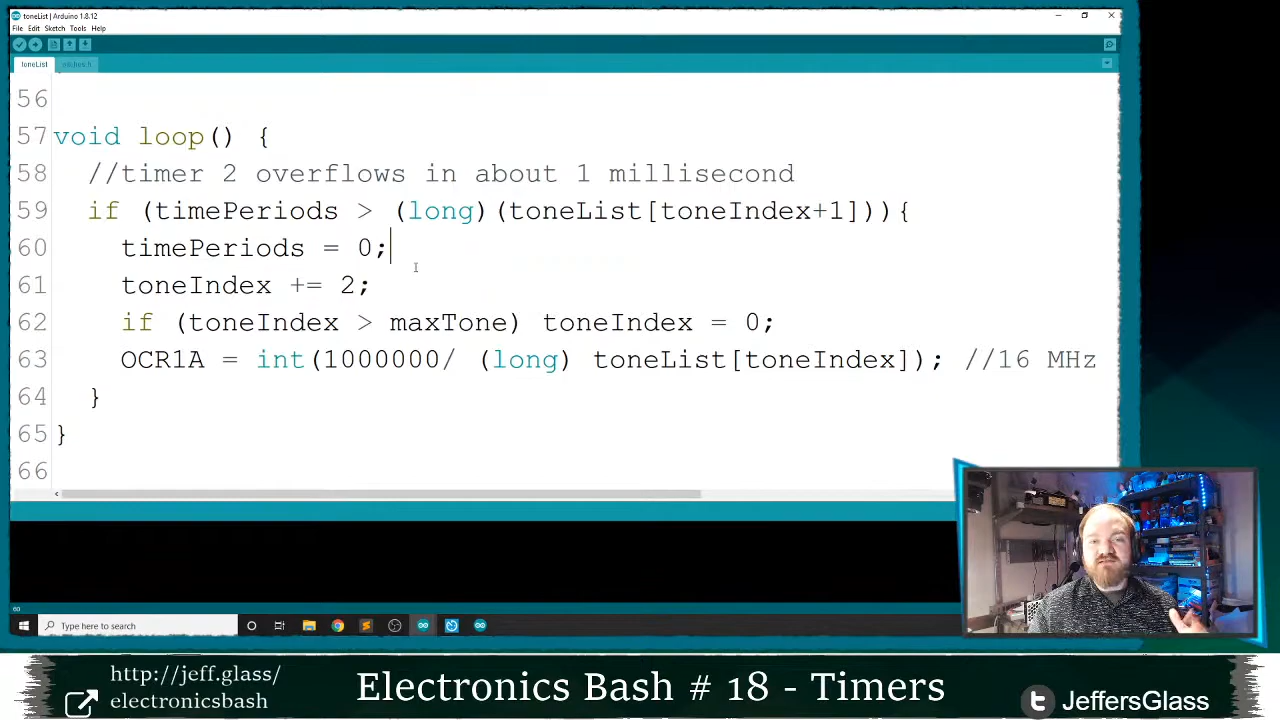 toneList | Arduino 1.8.12
File Edit Sketch Tools Help
toneList
56
57 void loop() {
58 //timer 2 overflows in about 1 millisecond
59 if (timePeriods > (long)(toneList[toneIndex+1])){
60 timePeriods = 0;
61 toneIndex += 2;
62 if (toneIndex > maxTone) toneIndex = 0;
63 OCR1A = int(1000000/ (long) toneList[toneIndex]); //16 MHz
64 }
65 }
66
60
Type here to search
http://jeff.glass/
electronicsbash
Electronics Bash # 18 - Timers
JeffersGlass